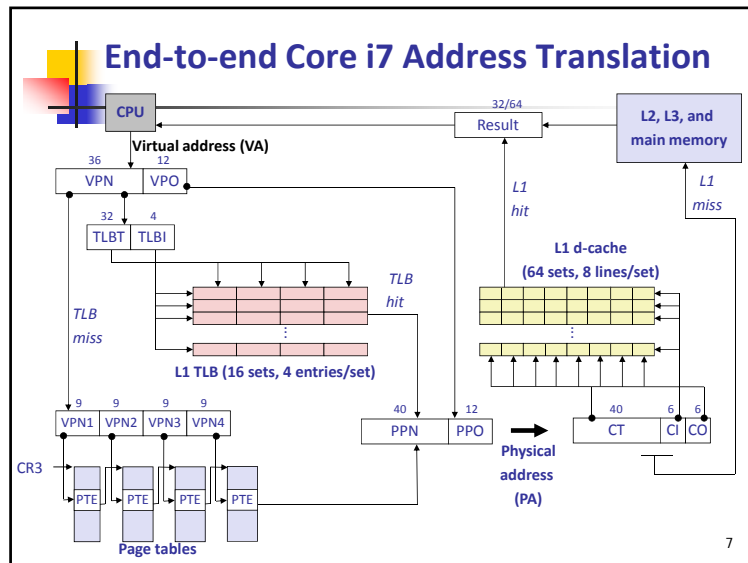 End-to-end Core i7 Address Translation
CPU
32/64
Result
L2, L3, and
main memory
Virtual address (VA)
36
12
VPN
VPO
L1
hit
L1
miss
32
4
TLBT
TLBI
L1 d-cache
(64 sets, 8 lines/set)
TLB
hit
TLB
miss
...
...
L1 TLB (16 sets, 4 entries/set)
9
9
9
9
VPN1
VPN2
VPN3
VPN4
40
12
PPN
PPO
40
6
6
CT
CI
CO
Physical
address
(PA)
CR3
PTE
PTE
PTE
PTE
Page tables
7